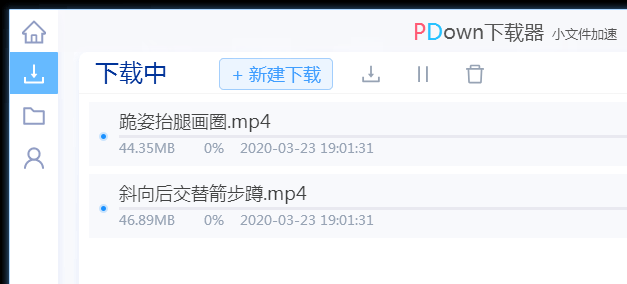 PDown下载器 小文件加速
下载中 + 新建下载
跪姿抬腿画圈.mp4
44.35MB 0% 2020-03-23 19:01:31
斜向后交替箭步蹲.mp4
46.89MB 0% 2020-03-23 19:01:31